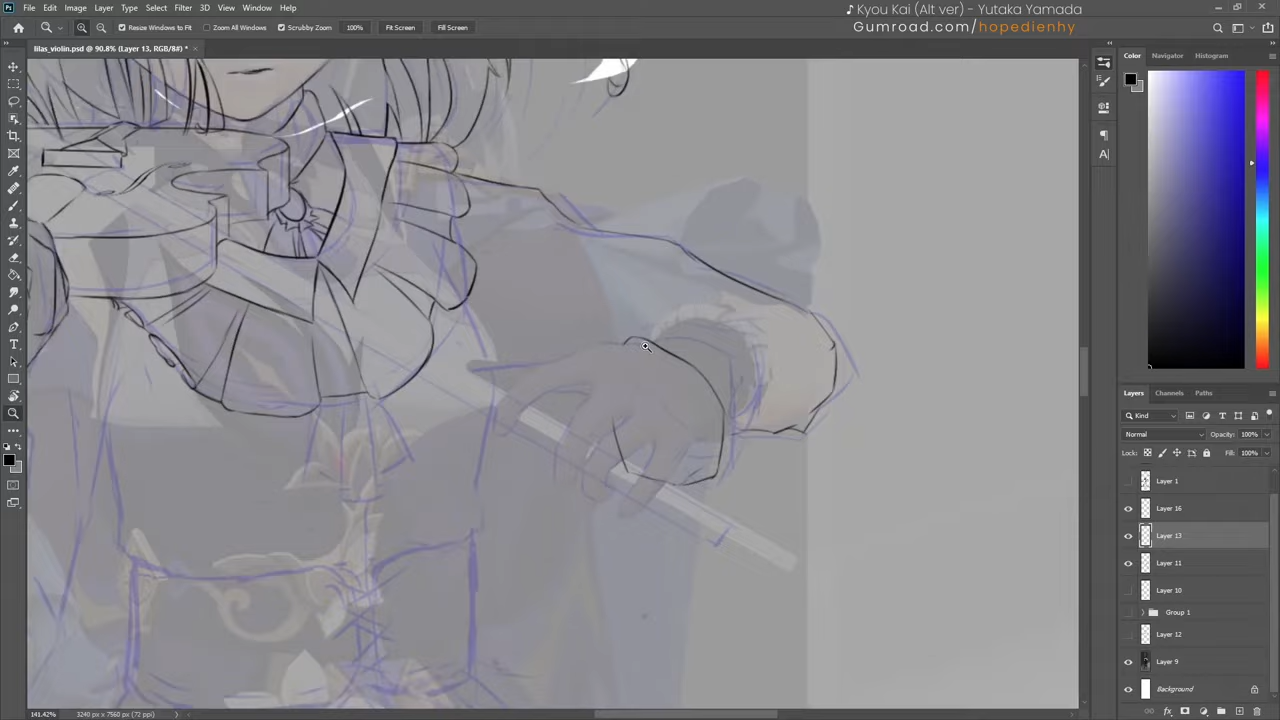 File Edit Image Layer Type Select Filter 3D View Window Help
♪ Kyou Kai (Alt ver) - Yutaka Yamada
Gumroad.com/hopedienhy
Resize Windows to Fit Zoom All Windows Scrubby Zoom 100% Fit Screen Fill Screen
lilas_violin.psd @ 90.8% (Layer 13, RGB/8#) *
Color Navigator Histogram
Layers Channels Paths
Kind
Normal Opacity: 100%
Lock: Fill: 100%
Layer 1
Layer 16
Layer 13
Layer 11
Layer 10
Group 1
Layer 12
Layer 9
Background
141.42% 3240 px x 7560 px (72 ppi)